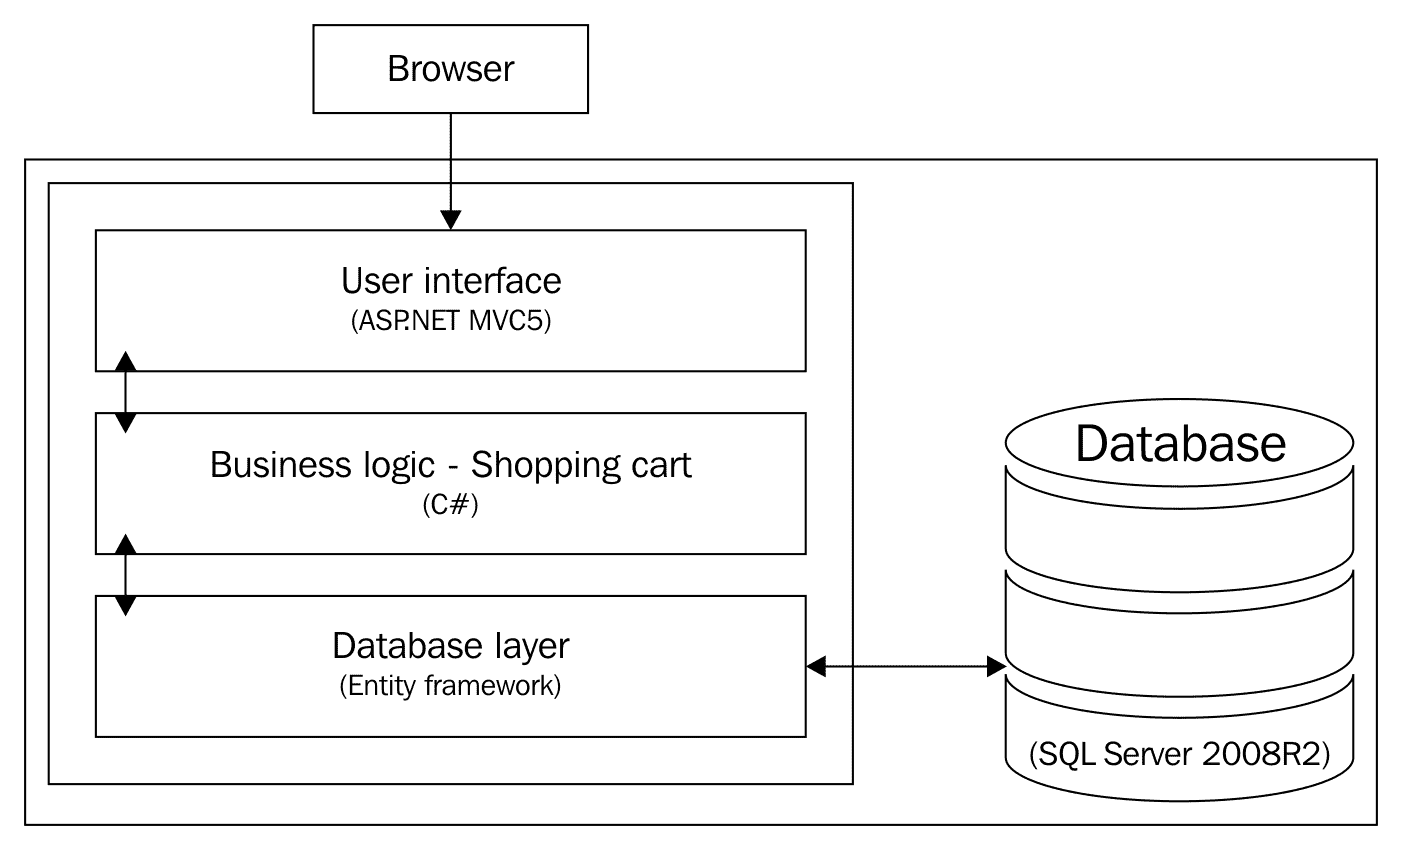 Browser
User interface
(ASP.NET MVC5)
Business logic - Shopping cart
(C#)
Database layer
(Entity framework)
Database
(SQL Server 2008R2)